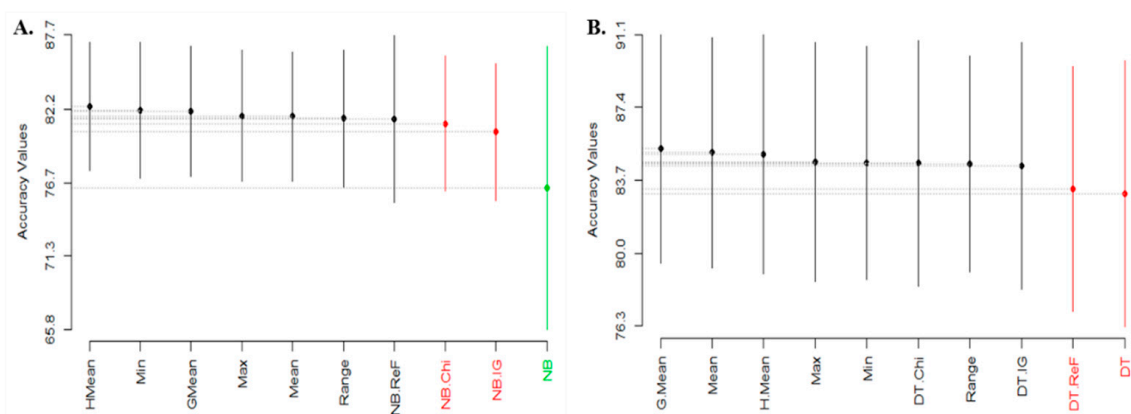 A.
Accuracy Values
87.7
82.2
76.7
71.3
65.8
HMean
Min
GMean
Max
Mean
Range
NB.ReF
NB.Chi
NB.IG
NB
B.
Accuracy Values
91.1
87.4
83.7
80.0
76.3
G.Mean
Mean
H.Mean
Max
Min
DT.Chi
Range
DT.IG
DT.ReF
DT